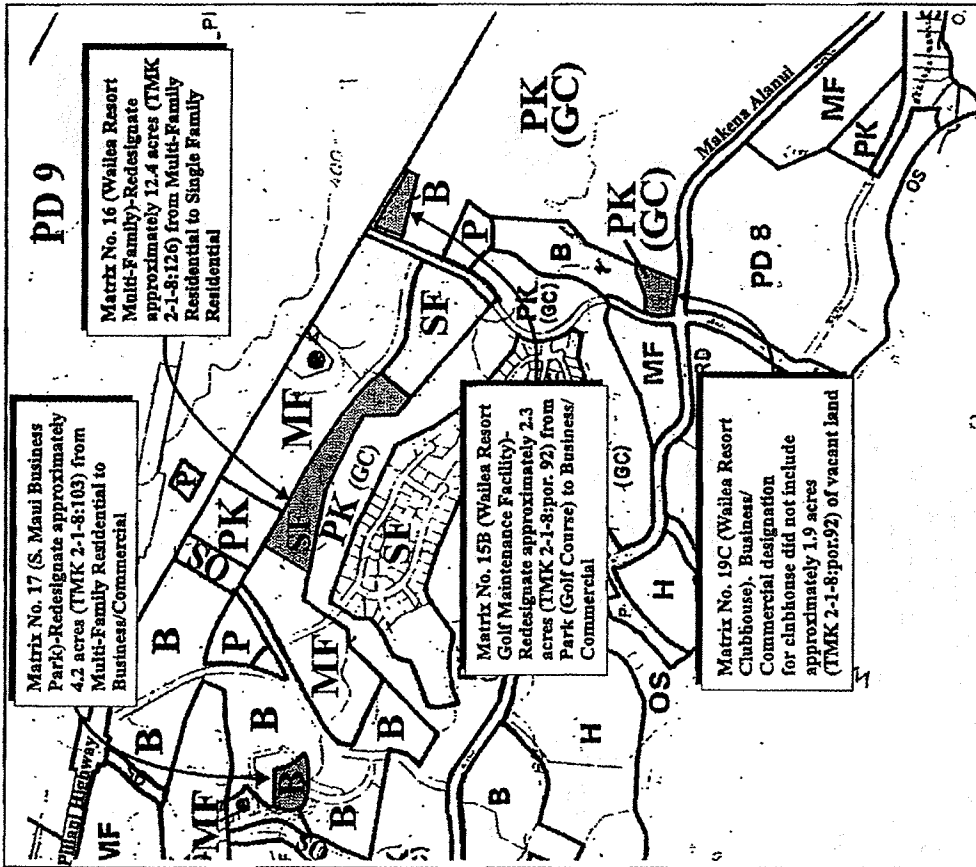 PD 9
Matrix No. 16 (Wailea Resort
Multi-Family)-Redesignate
approximately 12.4 acres (TMK
2-1-8:126) from Multi-Family
Residential to Single Family
Residential
Matrix No. 17 (S. Maui Business
Park)-Redesignate approximately
4.2 acres (TMK 2-1-8:103) from
Multi-Family Residential to
Business/Commercial
Matrix No. 15B (Wailea Resort
Golf Maintenance Facility)-
Redesignate approximately 2.3
acres (TMK 2-1-8:por. 92) from
Park (Golf Course) to Business/
Commercial
Matrix No. 19C (Wailea Resort
Clubhouse). Business/
Commercial designation
for clnbhonse did not include
approximately 1.9 acres
(TMK 2-1-8:por.92) of vacant land
Piilani Highway
Makena Alanui
PK
(GC)
PK
(GC)
PK
(GC)
PK (GC)
(GC)
PD 8
MF
PK
OS
B
P
B
SF
MF
P
PK
SO
SF
SF
MF
RD
B
P
MF
B
B
B
MF
MF
B
B
SO
H
H
B
OS
P.